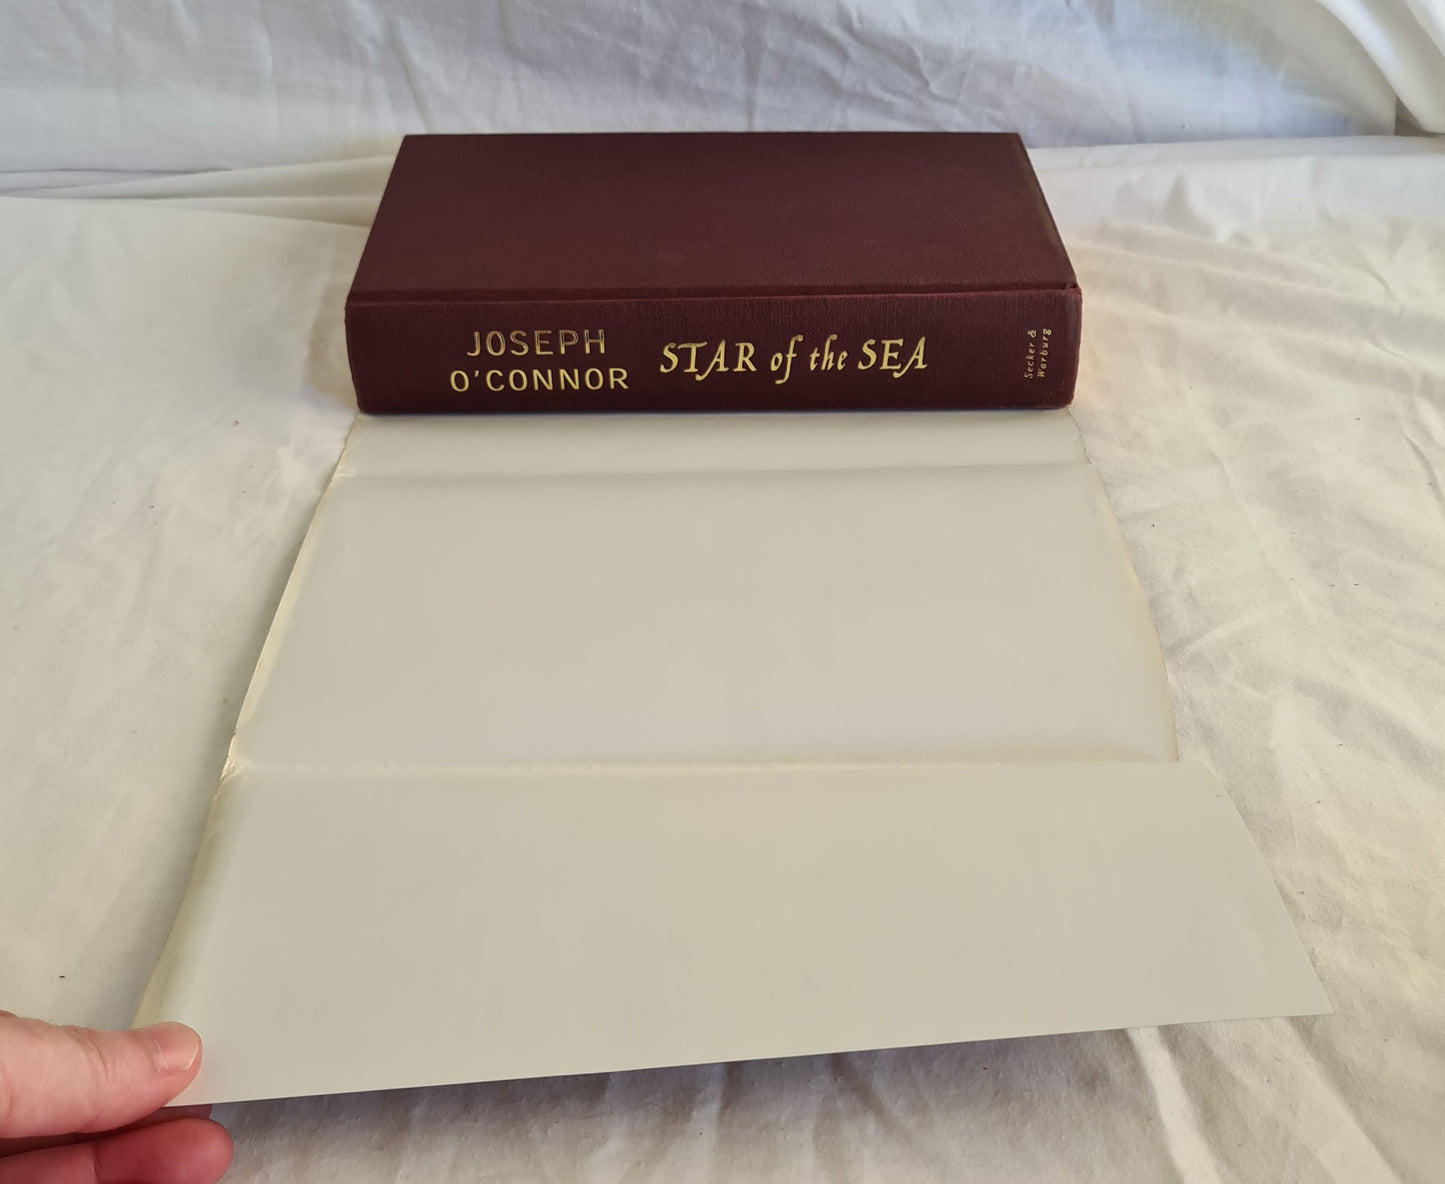 JOSEPH
O'CONNOR
STAR of the SEA
Secker &
Warburg